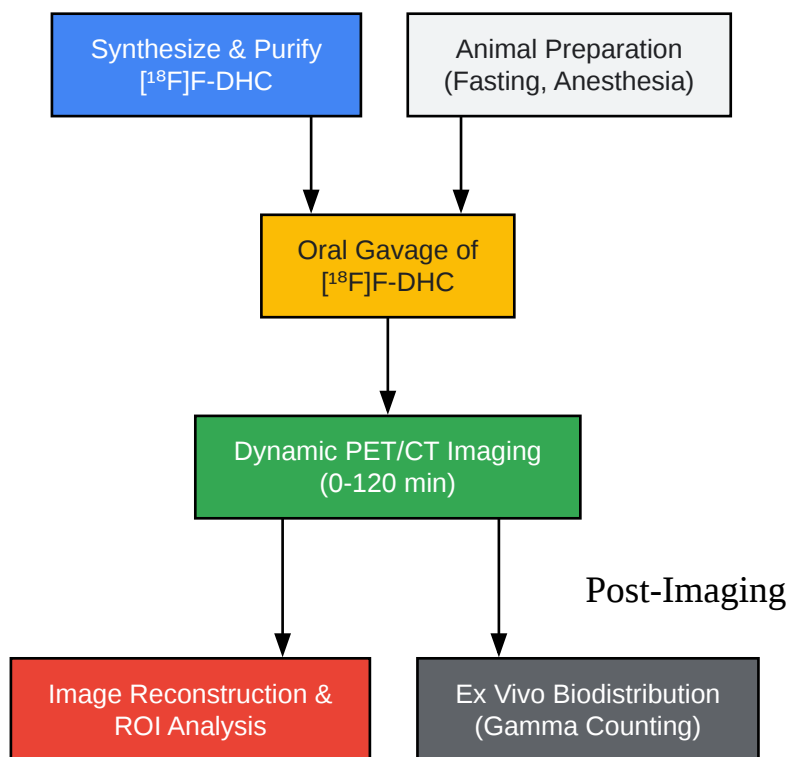 Synthesize & Purify
[¹⁸F]F-DHC
Animal Preparation
(Fasting, Anesthesia)
Oral Gavage of
[¹⁸F]F-DHC
Dynamic PET/CT Imaging
(0-120 min)
Post-Imaging
Image Reconstruction &
ROI Analysis
Ex Vivo Biodistribution
(Gamma Counting)